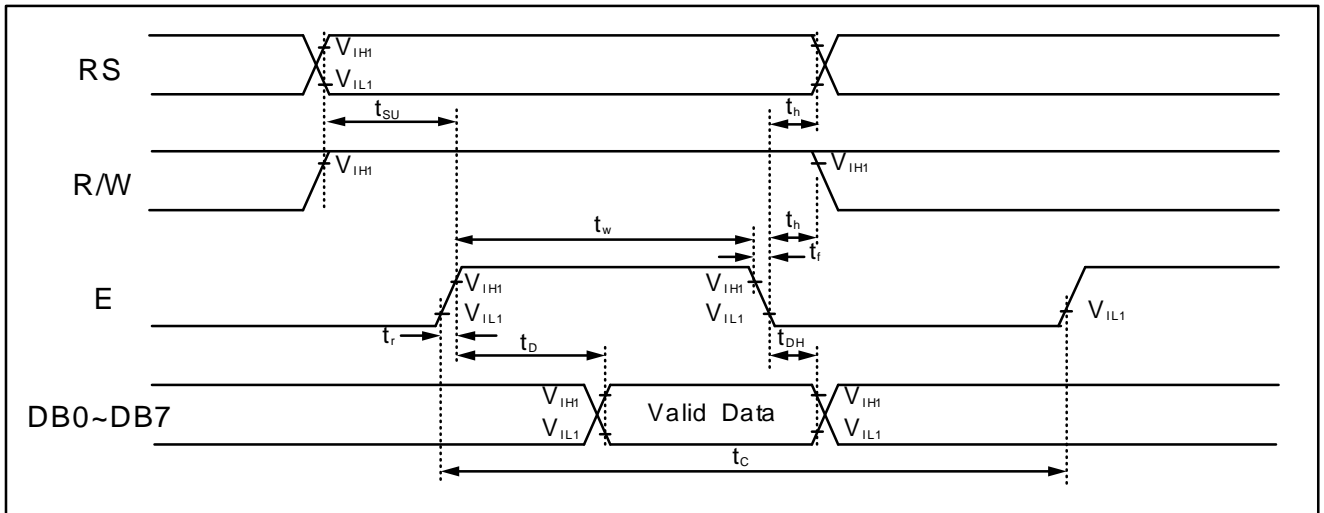 RS
VIH1
VIL1
tSU
th
R/W
VIH1
VIH1
tw
th
tf
E
VIH1
VIL1
VIH1
VIL1
VIL1
tr
tD
tDH
DB0~DB7
VIH1
VIL1
Valid Data
VIH1
VIL1
tC